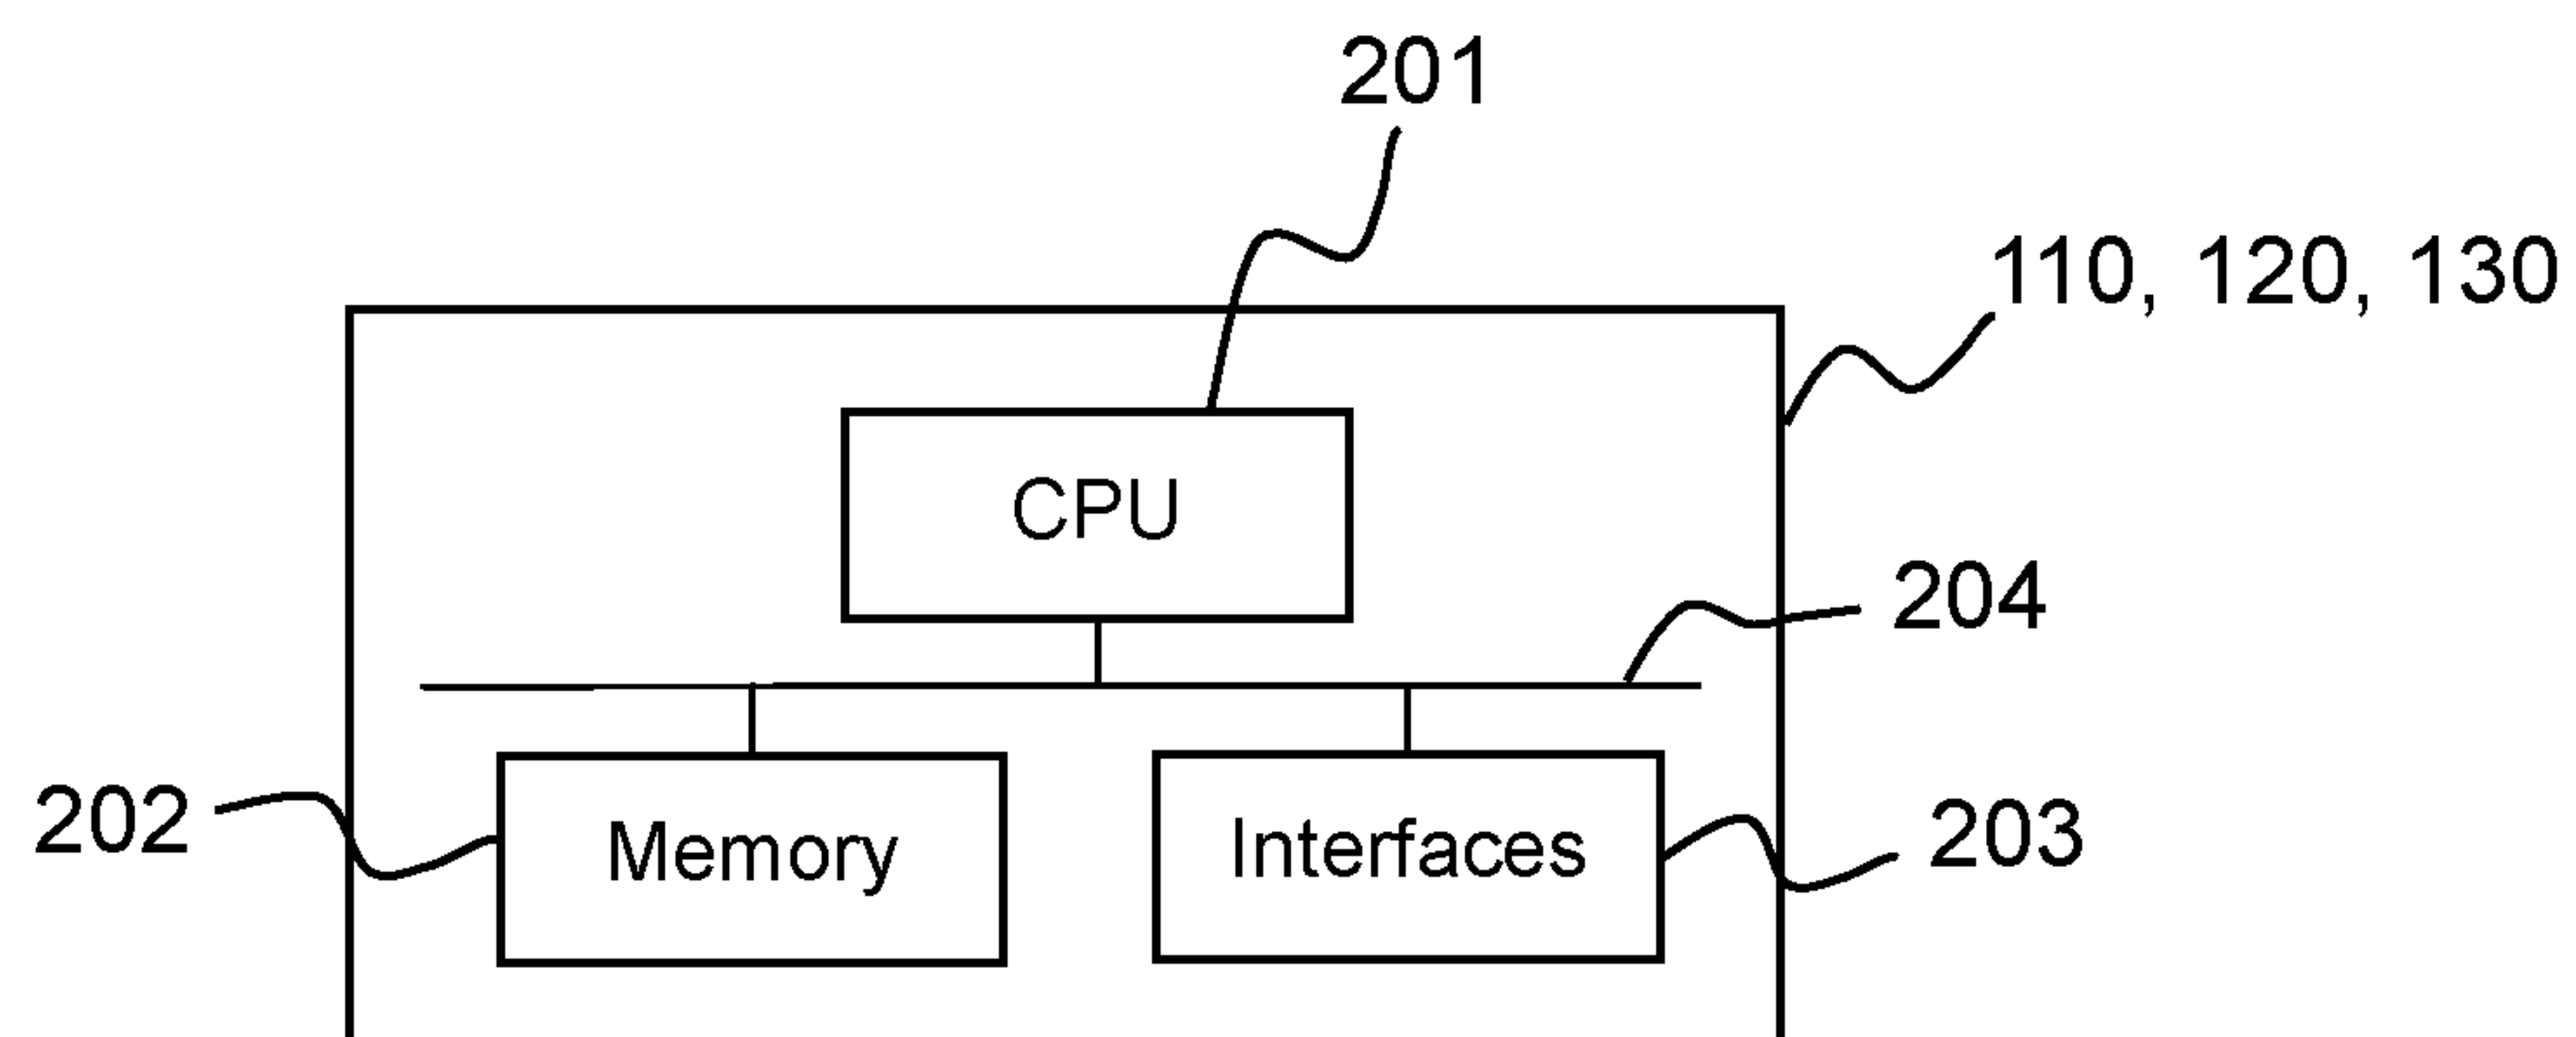 201
110, 120, 130
CPU
204
202
Memory
Interfaces
203